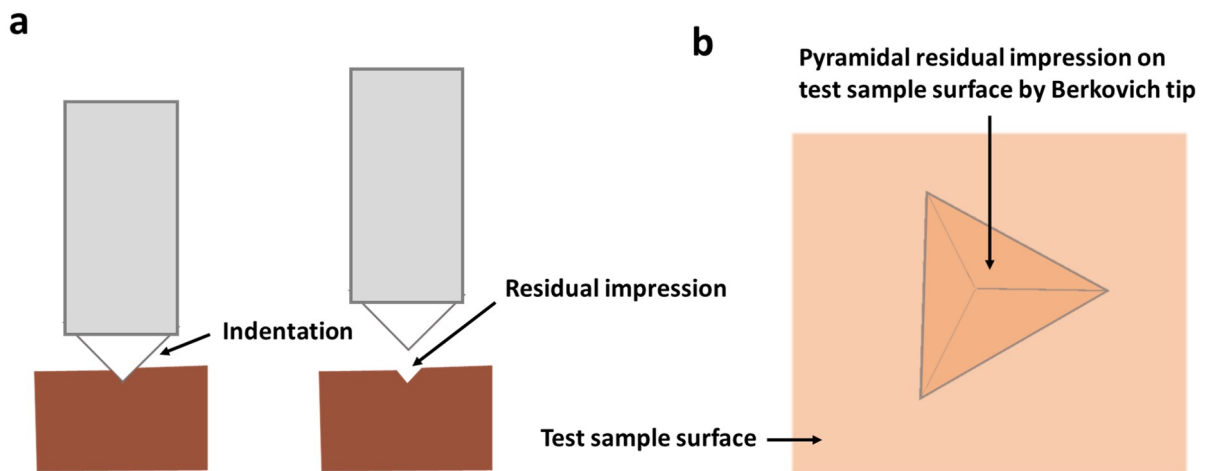 a
Indentation
Residual impression
b
Pyramidal residual impression on
test sample surface by Berkovich tip
Test sample surface